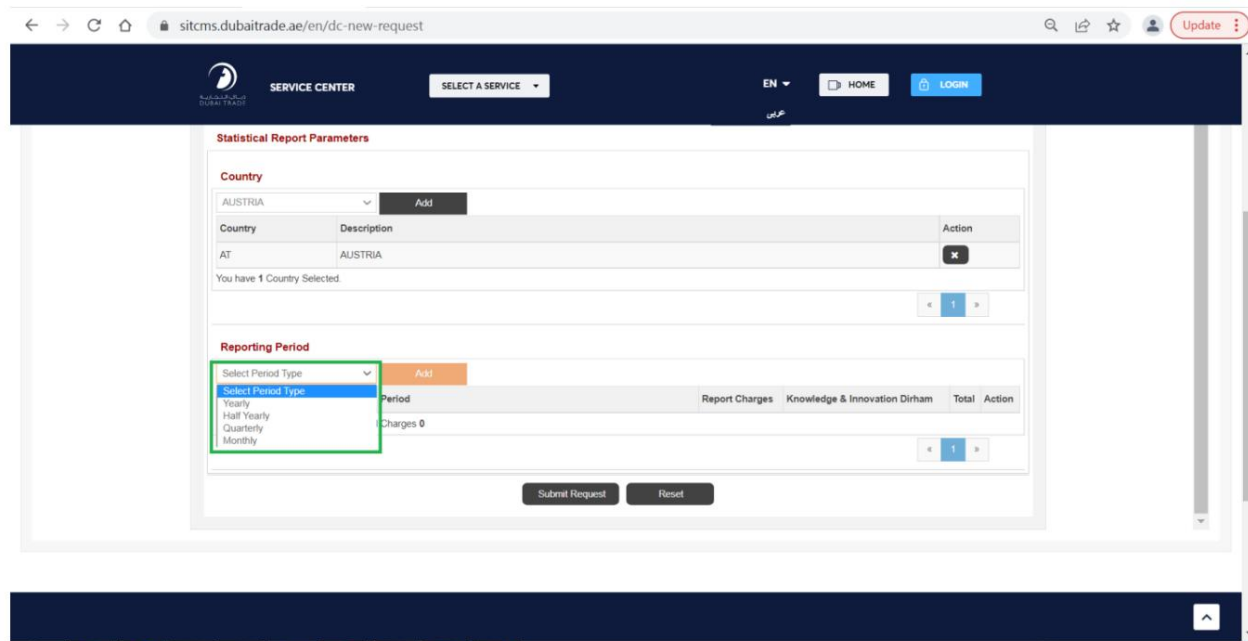 sitcms.dubaitrade.ae/en/dc-new-request
Update
DUBAI TRADE
SERVICE CENTER
SELECT A SERVICE
EN
HOME
LOGIN
عربى
Statistical Report Parameters
Country
AUSTRIA
Add
Country Description Action
AT AUSTRIA
You have 1 Country Selected.
« 1 »
Reporting Period
Select Period Type
Add
Select Period Type
Yearly
Half Yearly
Quarterly
Monthly
Period Report Charges Knowledge & Innovation Dirham Total Action
Charges 0
« 1 »
Submit Request Reset